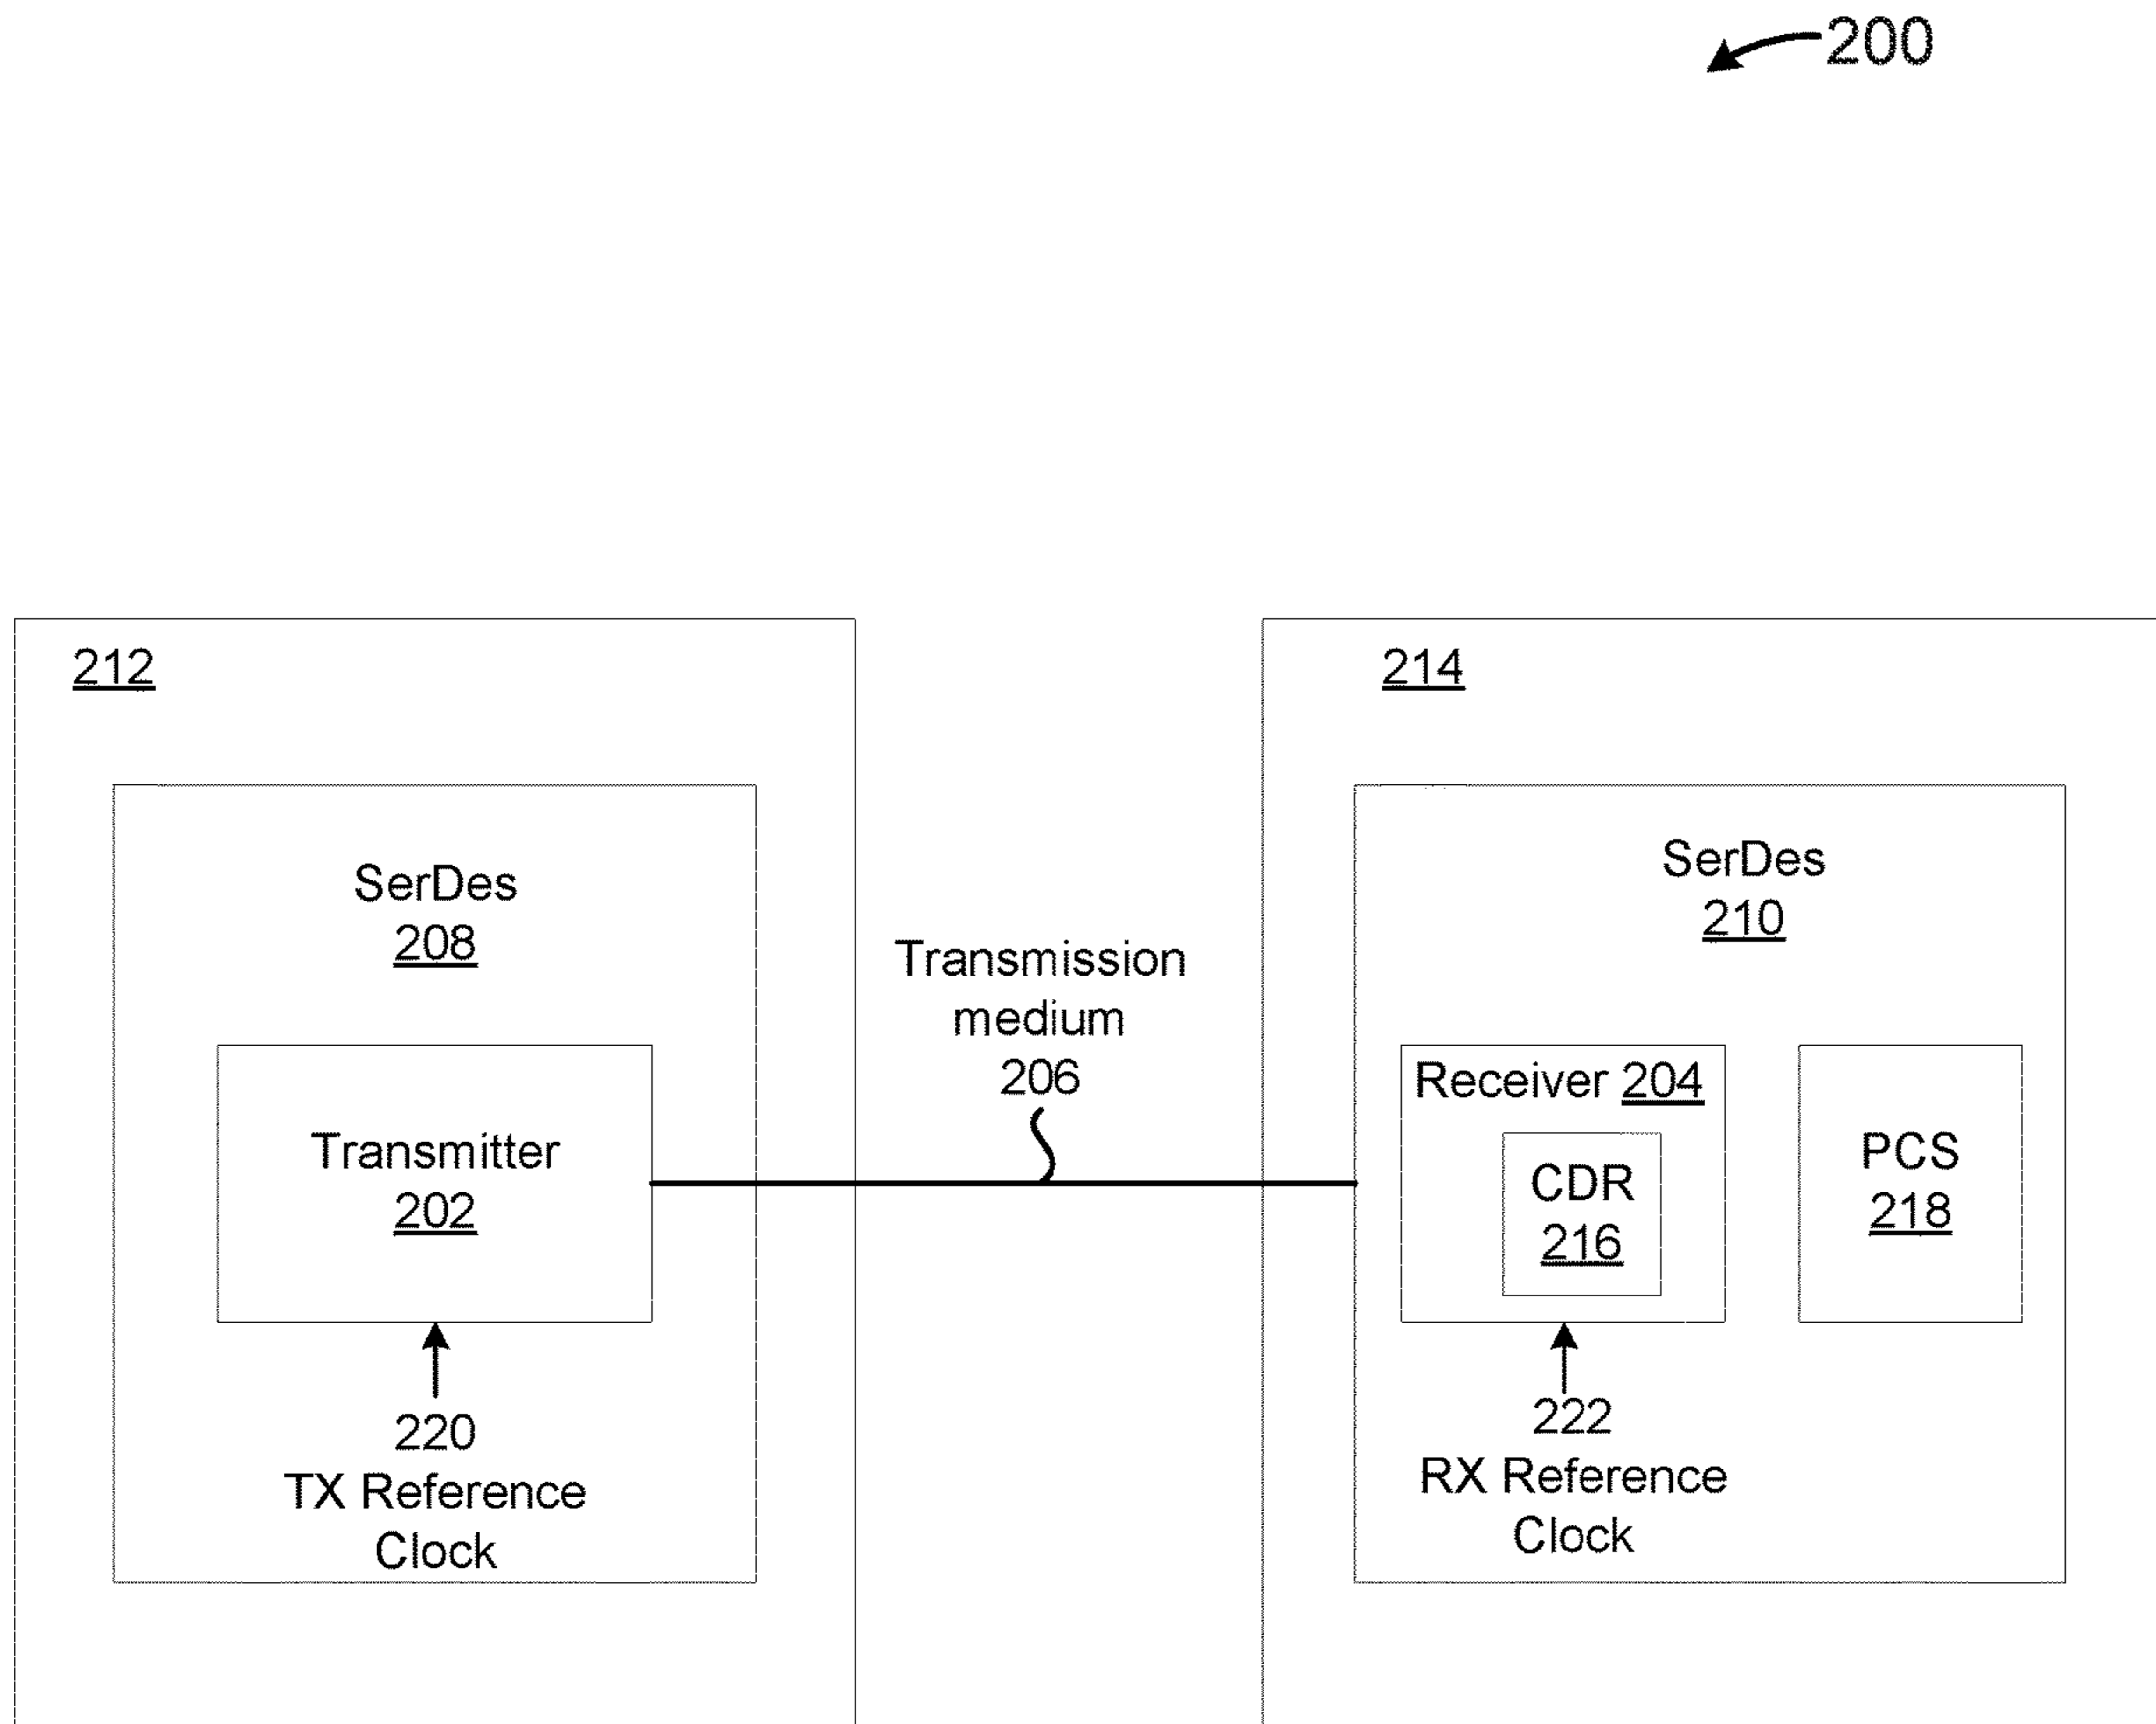 200
212
SerDes
208
Transmitter
202
220
TX Reference
Clock
Transmission
medium
206
214
SerDes
210
Receiver 204
CDR
216
PCS
218
222
RX Reference
Clock